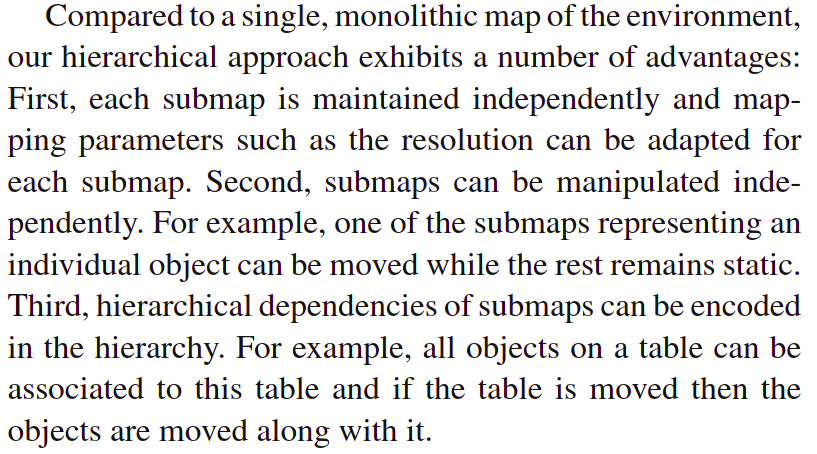 Compared to a single, monolithic map of the environment,
our hierarchical approach exhibits a number of advantages:
First, each submap is maintained independently and map-
ping parameters such as the resolution can be adapted for
each submap. Second, submaps can be manipulated inde-
pendently. For example, one of the submaps representing an
individual object can be moved while the rest remains static.
Third, hierarchical dependencies of submaps can be encoded
in the hierarchy. For example, all objects on a table can be
associated to this table and if the table is moved then the
objects are moved along with it.